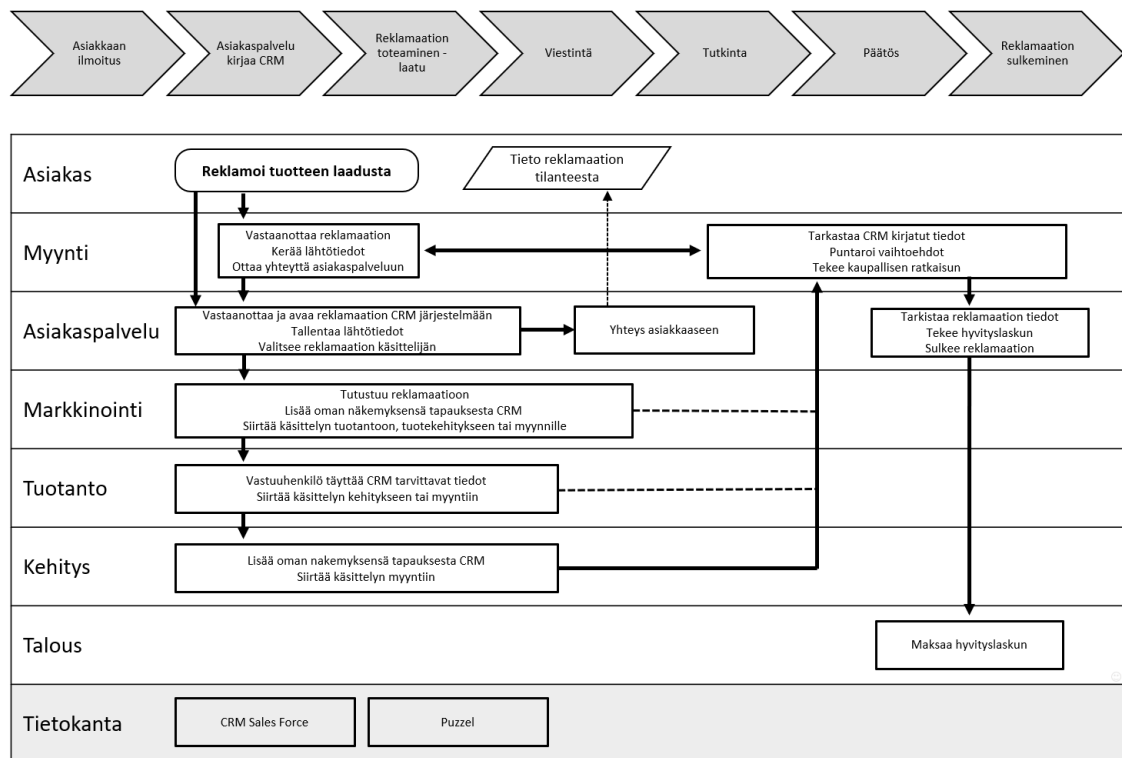 Asiakkaan
ilmoitus
Asiakaspalvelu
kirjaa CRM
Reklamaation
toteaminen -
laatu
Viestintä
Tutkinta
Päätös
Reklamaation
sulkeminen
Asiakas
Reklamoi tuotteen laadusta
Tieto reklamaation
tilanteesta
Myynti
Vastaanottaa reklamaation
Kerää lähtötiedot
Ottaa yhteyttä asiakaspalveluun
Tarkastaa CRM kirjatut tiedot
Puntaroi vaihtoehdot
Tekee kaupallisen ratkaisun
Asiakaspalvelu
Vastaanottaa ja avaa reklamaation CRM järjestelmään
Tallentaa lähtötiedot
Valitsee reklamaation käsittelijän
Yhteys asiakkaaseen
Tarkistaa reklamaation tiedot
Tekee hyvityslaskun
Sulkee reklamaation
Markkinointi
Tutustuu reklamaatioon
Lisää oman näkemyksensä tapauksesta CRM
Siirtää käsittelyn tuotantoon, tuotekehitykseen tai myynnille
Tuotanto
Vastuuhenkilö täyttää CRM tarvittavat tiedot
Siirtää käsittelyn kehitykseen tai myyntiin
Kehitys
Lisää oman nakemyksensä tapauksesta CRM
Siirtää käsittelyn myyntiin
Talous
Maksaa hyvityslaskun
Tietokanta
CRM Sales Force
Puzzel